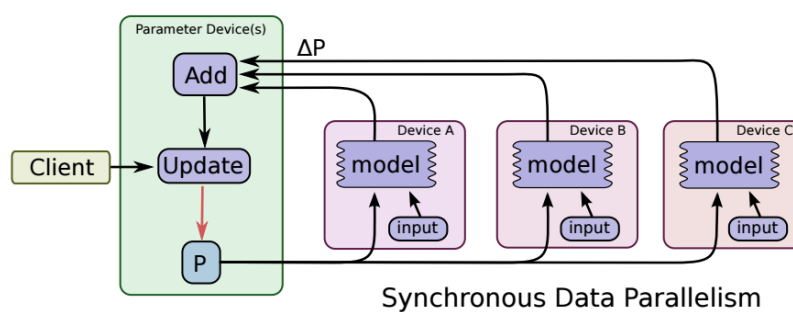 Parameter Device(s)
ΔP
Add
Device A
Device B
Device C
Client
Update
model
model
model
input
input
input
P
Synchronous Data Parallelism